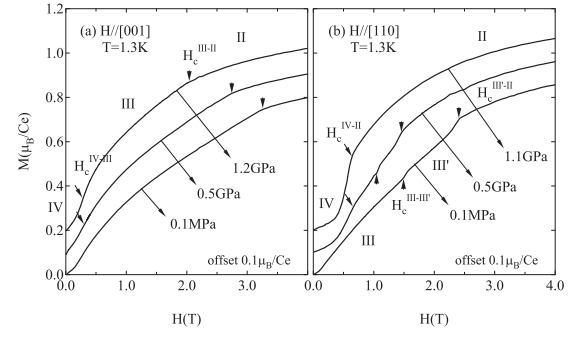 1.2
1.0
0.8
0.6
0.4
0.2
0.0
M(μB/Ce)
(a) H//[001]
T=1.3K
Hc^III-II
II
III
Hc^IV-III
IV
1.2GPa
0.5GPa
0.1MPa
offset 0.1μB/Ce
0.0 1.0 2.0 3.0
H(T)
(b) H//[110]
T=1.3K
II
Hc^III'-II
Hc^IV-II
1.1GPa
III'
0.5GPa
IV
Hc^III-III'
0.1MPa
III
offset 0.1μB/Ce
0.0 1.0 2.0 3.0 4.0
H(T)